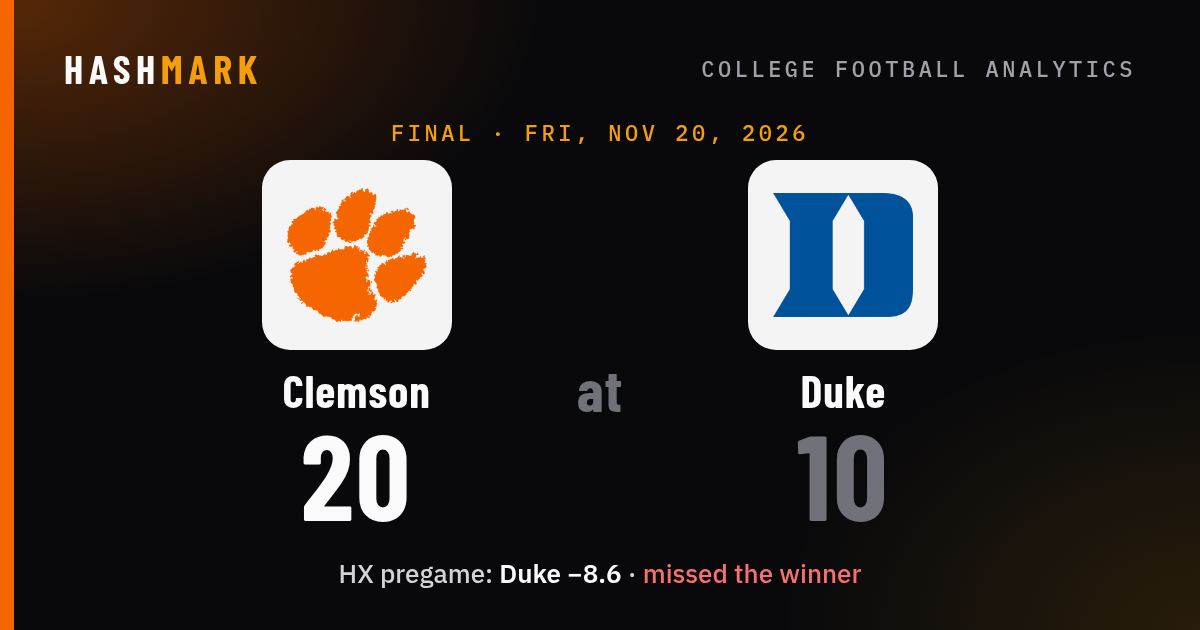 HASHMARK
COLLEGE FOOTBALL ANALYTICS
FINAL · FRI, NOV 20, 2026
D
Clemson at Duke
20 10
HX pregame: Duke −8.6 · missed the winner